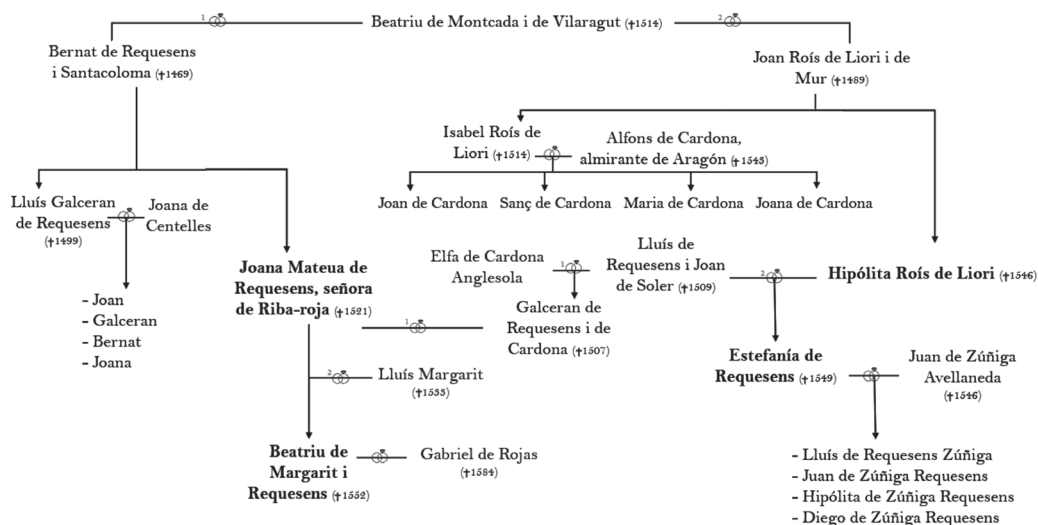 Beatriu de Montcada i de Vilaragut (†1514)
1
2
Bernat de Requesens
i Santacoloma (†1469)
Joan Roís de Liori i de
Mur (†1489)
Isabel Roís de
Liori (†1514)
Alfons de Cardona,
almirante de Aragón (†1543)
Joan de Cardona
Sanç de Cardona
Maria de Cardona
Joana de Cardona
Lluís Galceran
de Requesens
(†1499)
Joana de
Centelles
Joana Mateua de
Requesens, señora
de Riba-roja (†1521)
Elfa de Cardona
Anglesola
1
Lluís de
Requesens i Joan
de Soler (†1509)
2
Hipólita Roís de Liori (†1546)
- Joan
- Galceran
- Bernat
- Joana
1
Galceran de
Requesens i de
Cardona (†1507)
2
Lluís Margarit
(†1533)
Estefanía de
Requesens (†1549)
Juan de Zúñiga
Avellaneda
(†1546)
Beatriu de
Margarit i
Requesens (†1552)
Gabriel de Rojas
(†1584)
- Lluís de Requesens Zúñiga
- Juan de Zúñiga Requesens
- Hipólita de Zúñiga Requesens
- Diego de Zúñiga Requesens